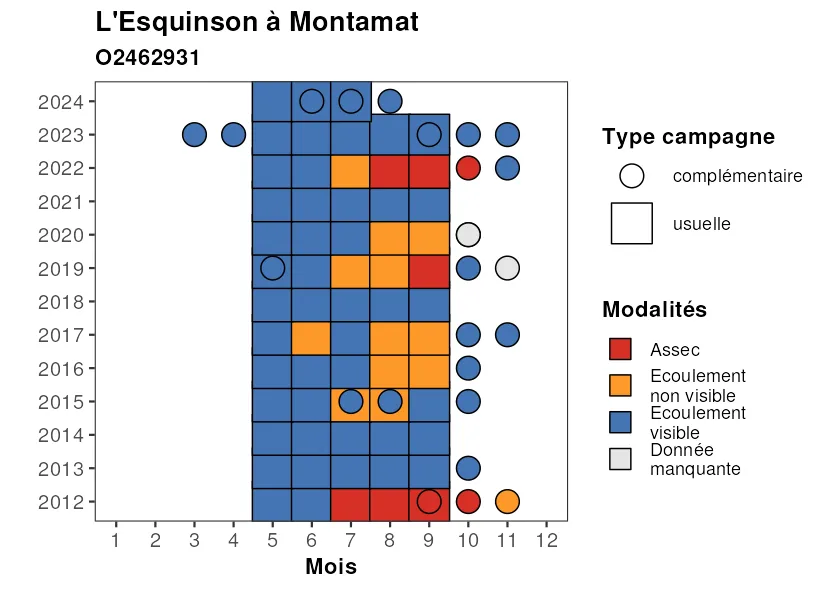 L'Esquinson à Montamat
O2462931
2024
2023
2022
2021
2020
2019
2018
2017
2016
2015
2014
2013
2012
1 2 3 4 5 6 7 8 9 10 11 12
Mois
Type campagne
complémentaire
usuelle
Modalités
Assec
Ecoulement
non visible
Ecoulement
visible
Donnée
manquante